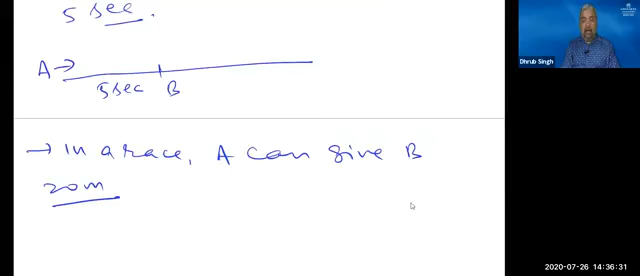 5 sec.
A →
5sec B
→ In a race, A can give B
20m
Dhrub Singh
2020-07-26 14:36:31